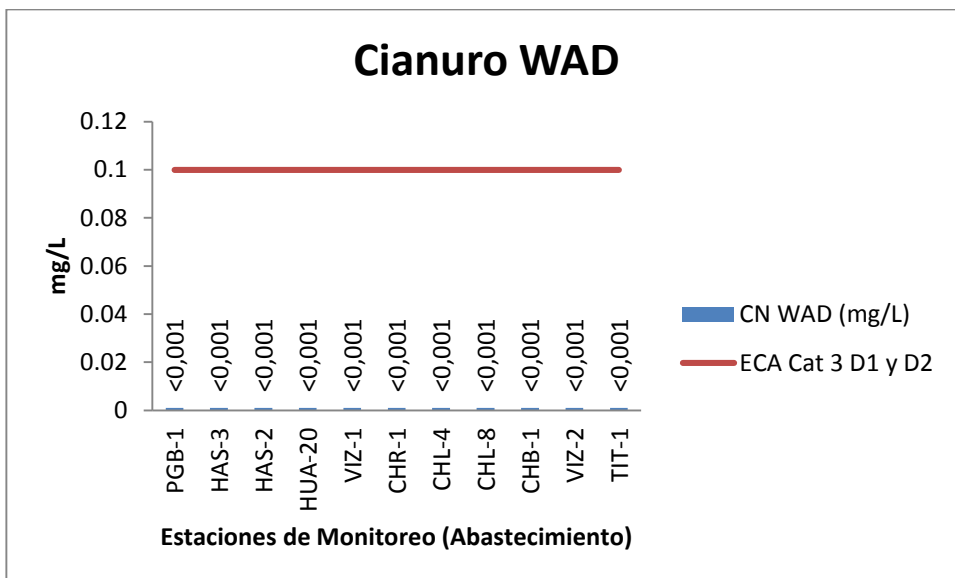 Cianuro WAD
0.12
0.1
0.08
0.06
0.04
0.02
0
mg/L
<0,001
<0,001
<0,001
<0,001
<0,001
<0,001
<0,001
<0,001
<0,001
<0,001
<0,001
PGB-1
HAS-3
HAS-2
HUA-20
VIZ-1
CHR-1
CHL-4
CHL-8
CHB-1
VIZ-2
TIT-1
Estaciones de Monitoreo (Abastecimiento)
CN WAD (mg/L)
ECA Cat 3 D1 y D2